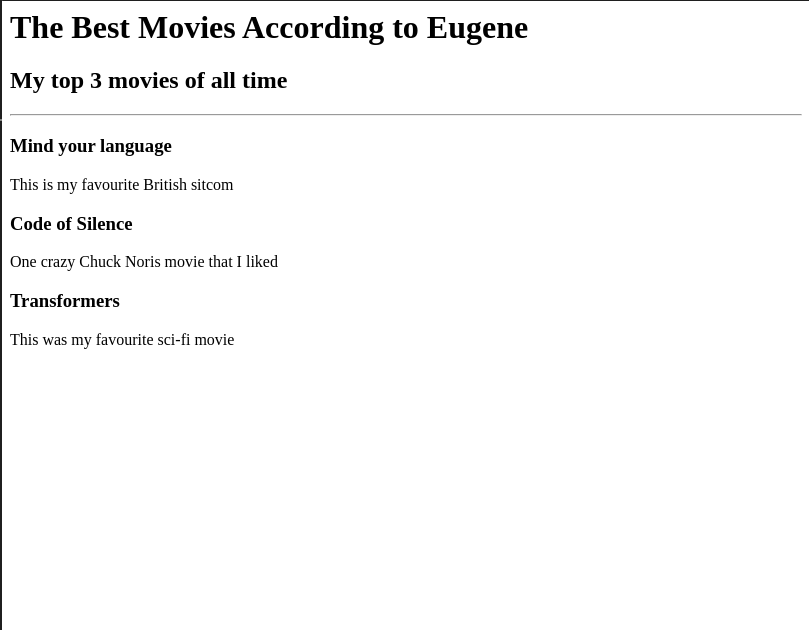 The Best Movies According to Eugene
My top 3 movies of all time
Mind your language
This is my favourite British sitcom
Code of Silence
One crazy Chuck Noris movie that I liked
Transformers
This was my favourite sci-fi movie